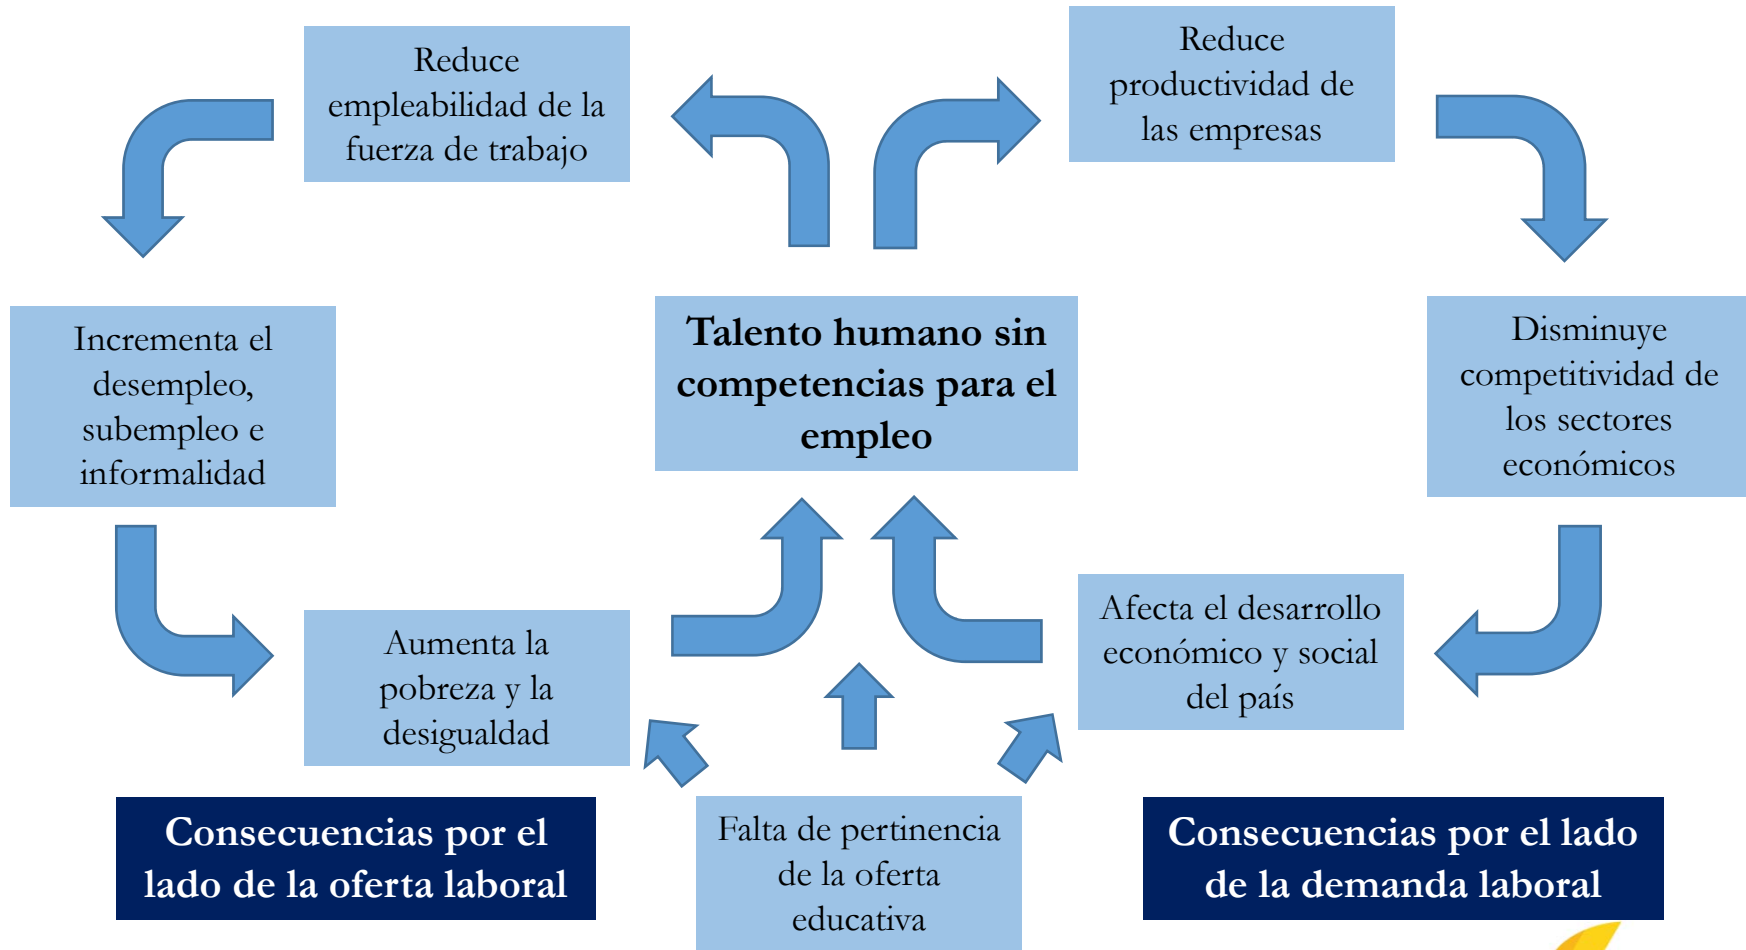 Reduce
empleabilidad de la
fuerza de trabajo
Reduce
productividad de
las empresas
Incrementa el
desempleo,
subempleo e
informalidad
Talento humano sin
competencias para el
empleo
Disminuye
competitividad de
los sectores
económicos
Aumenta la
pobreza y la
desigualdad
Afecta el desarrollo
económico y social
del país
Consecuencias por el
lado de la oferta laboral
Falta de pertinencia
de la oferta
educativa
Consecuencias por el lado
de la demanda laboral